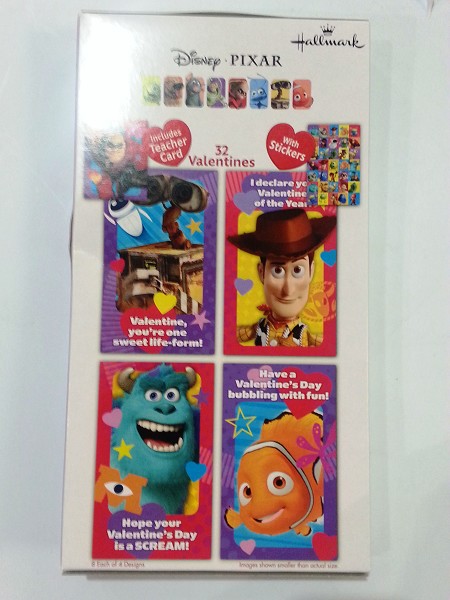 Hallmark
Disney · PIXAR
Includes
Teacher
Card
32
Valentines
With
Stickers
Valentine,
you're one
sweet life-form!
I declare yo
Valentine
of the Year
Hope your
Valentine's Day
is a SCREAM!
Have a
Valentine's Day
bubbling with fun!
8 Each of 4 Designs
Images shown smaller than actual size.